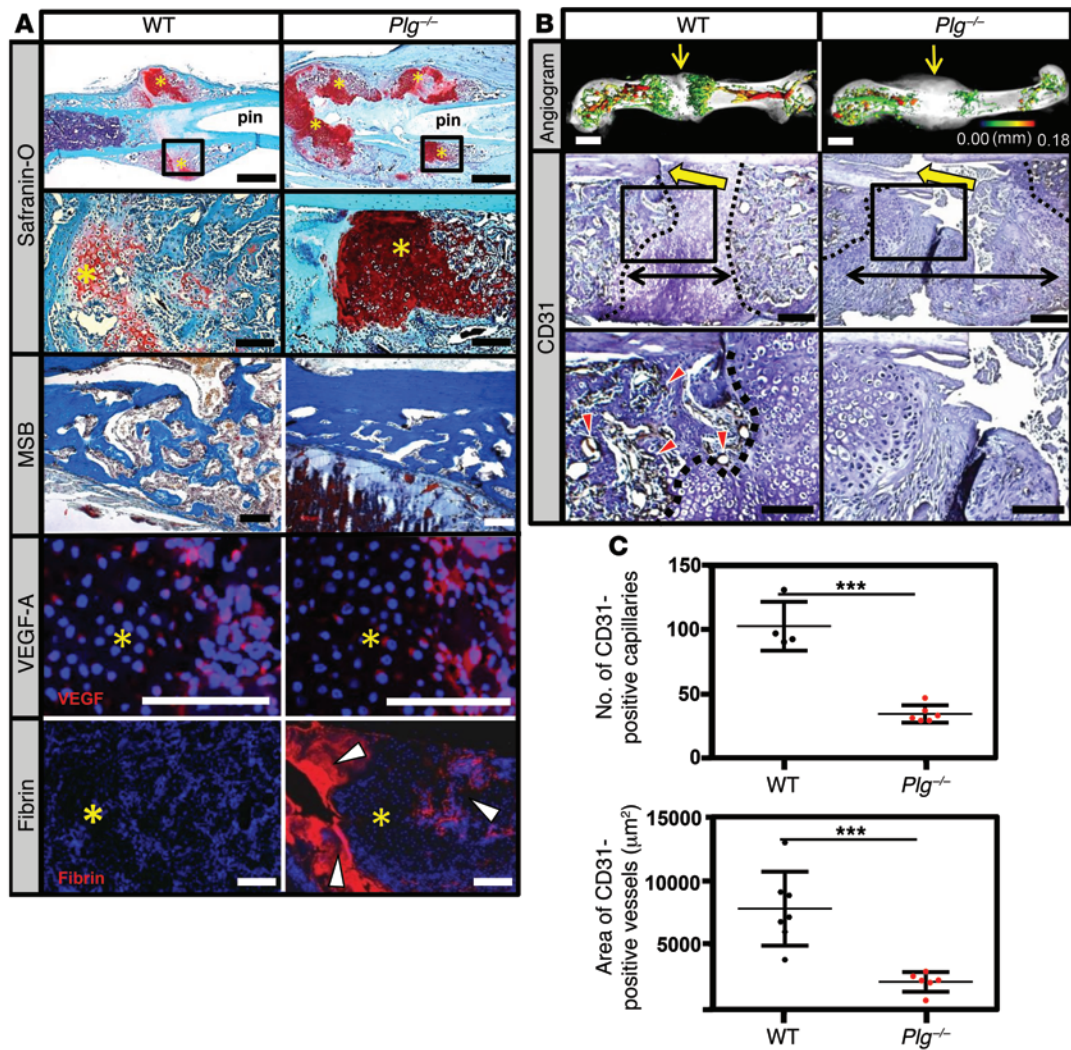 A
WT
Plg⁻/⁻
Safranin-O
pin
pin
MSB
VEGF-A
VEGF
Fibrin
Fibrin
B
WT
Plg⁻/⁻
Angiogram
0.00 (mm) 0.18
CD31
C
150
100
50
0
No. of CD31-
positive capillaries
***
WT
Plg⁻/⁻
15000
10000
5000
0
Area of CD31-
positive vessels (µm²)
***
WT
Plg⁻/⁻